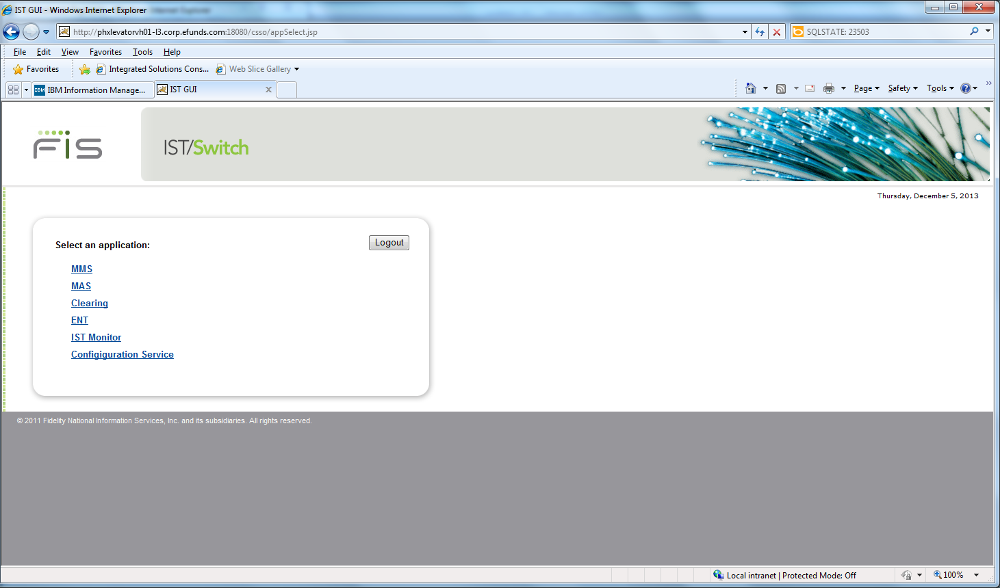 IST GUI - Windows Internet Explorer
http://phxlevatorvh01-l3.corp.efunds.com:18080/csso/appSelect.jsp
SQLSTATE: 23503
File Edit View Favorites Tools Help
Favorites Integrated Solutions Cons... Web Slice Gallery
IBM IBM Information Manage... IST GUI Page Safety Tools
FIS IST/Switch
Thursday, December 5, 2013
Select an application: Logout
MMS
MAS
Clearing
ENT
IST Monitor
Configiguration Service
© 2011 Fidelity National Information Services, Inc. and its subsidiaries. All rights reserved.
Local intranet | Protected Mode: Off 100%